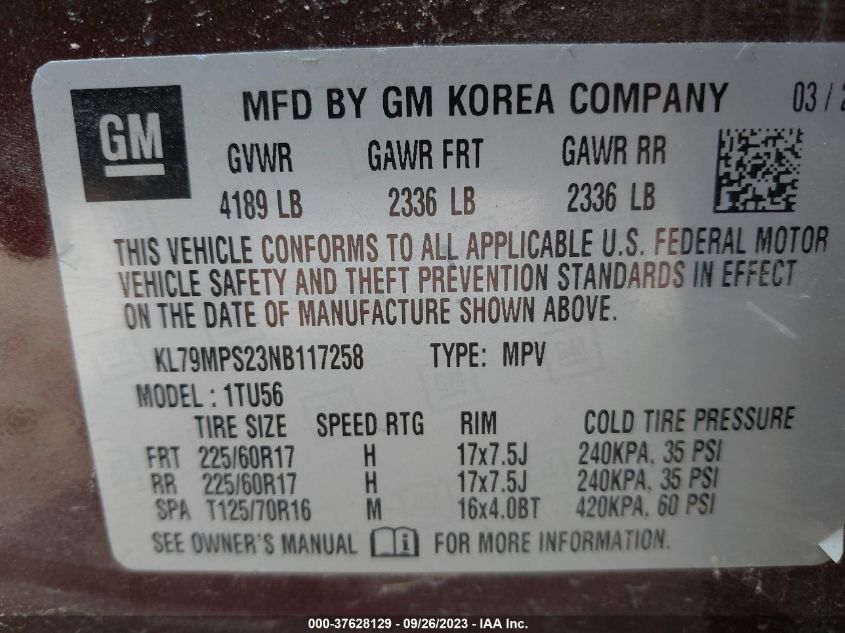 GM
MFD BY GM KOREA COMPANY 03 / 2
GVWR GAWR FRT GAWR RR
4189 LB 2336 LB 2336 LB
THIS VEHICLE CONFORMS TO ALL APPLICABLE U.S. FEDERAL MOTOR
VEHICLE SAFETY AND THEFT PREVENTION STANDARDS IN EFFECT
ON THE DATE OF MANUFACTURE SHOWN ABOVE.
KL79MPS23NB117258 TYPE: MPV
MODEL : 1TU56
TIRE SIZE SPEED RTG RIM COLD TIRE PRESSURE
FRT 225/60R17 H 17x7.5J 240KPA, 35 PSI
RR 225/60R17 H 17x7.5J 240KPA, 35 PSI
SPA T125/70R16 M 16x4.0BT 420KPA, 60 PSI
SEE OWNER'S MANUAL i FOR MORE INFORMATION.
000-37628129 - 09/26/2023 - IAA Inc.